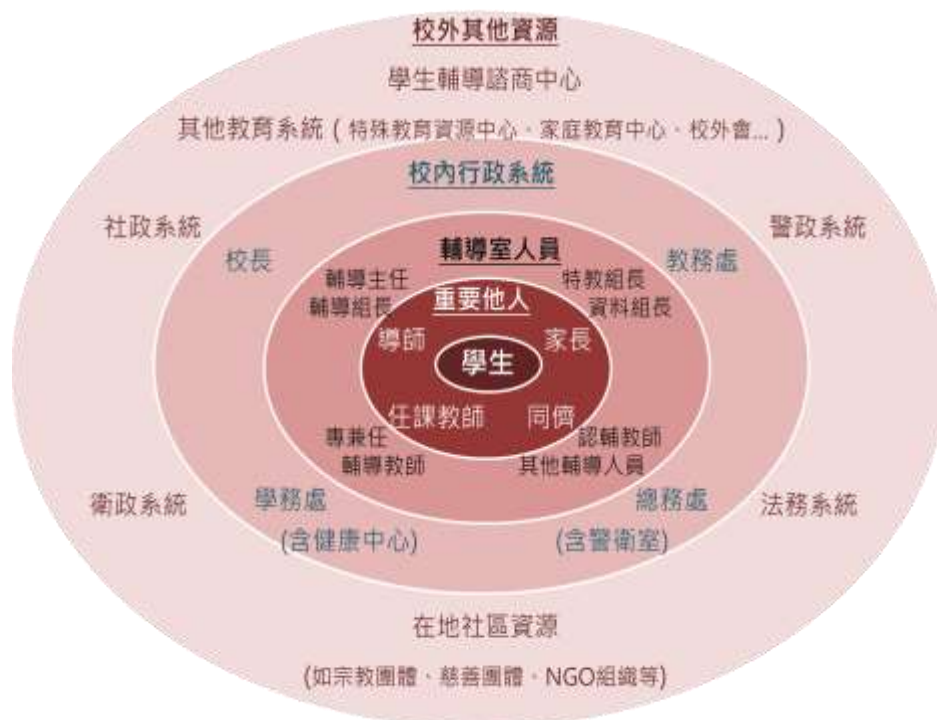 校外其他資源
學生輔導諮商中心
其他教育系統 ( 特殊教育資源中心、家庭教育中心、校外會... )
校內行政系統
社政系統
警政系統
校長
輔導室人員
教務處
輔導主任
特教組長
輔導組長
重要他人
資料組長
導師
家長
學生
任課教師
同儕
專兼任
認輔教師
輔導教師
其他輔導人員
衛政系統
學務處
總務處
法務系統
(含健康中心)
(含警衛室)
在地社區資源
(如宗教團體、慈善團體、NGO組織等)